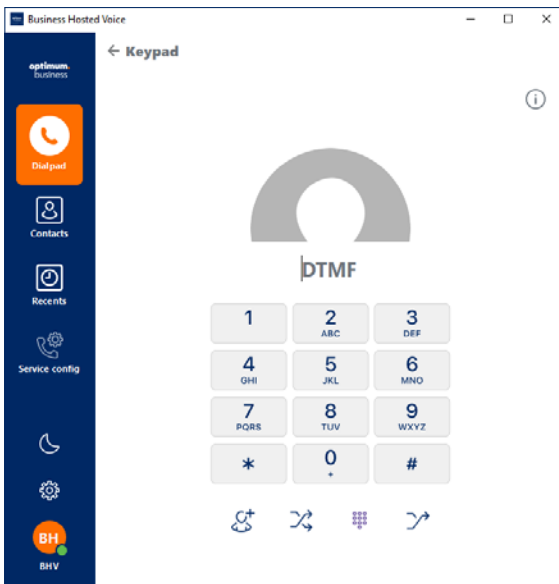 Business Hosted Voice
optimum.
business
← Keypad
Dialpad
Contacts
Recents
Service config
BH
BHV
DTMF
1
2
ABC
3
DEF
4
GHI
5
JKL
6
MNO
7
PQRS
8
TUV
9
WXYZ
*
0
+
#